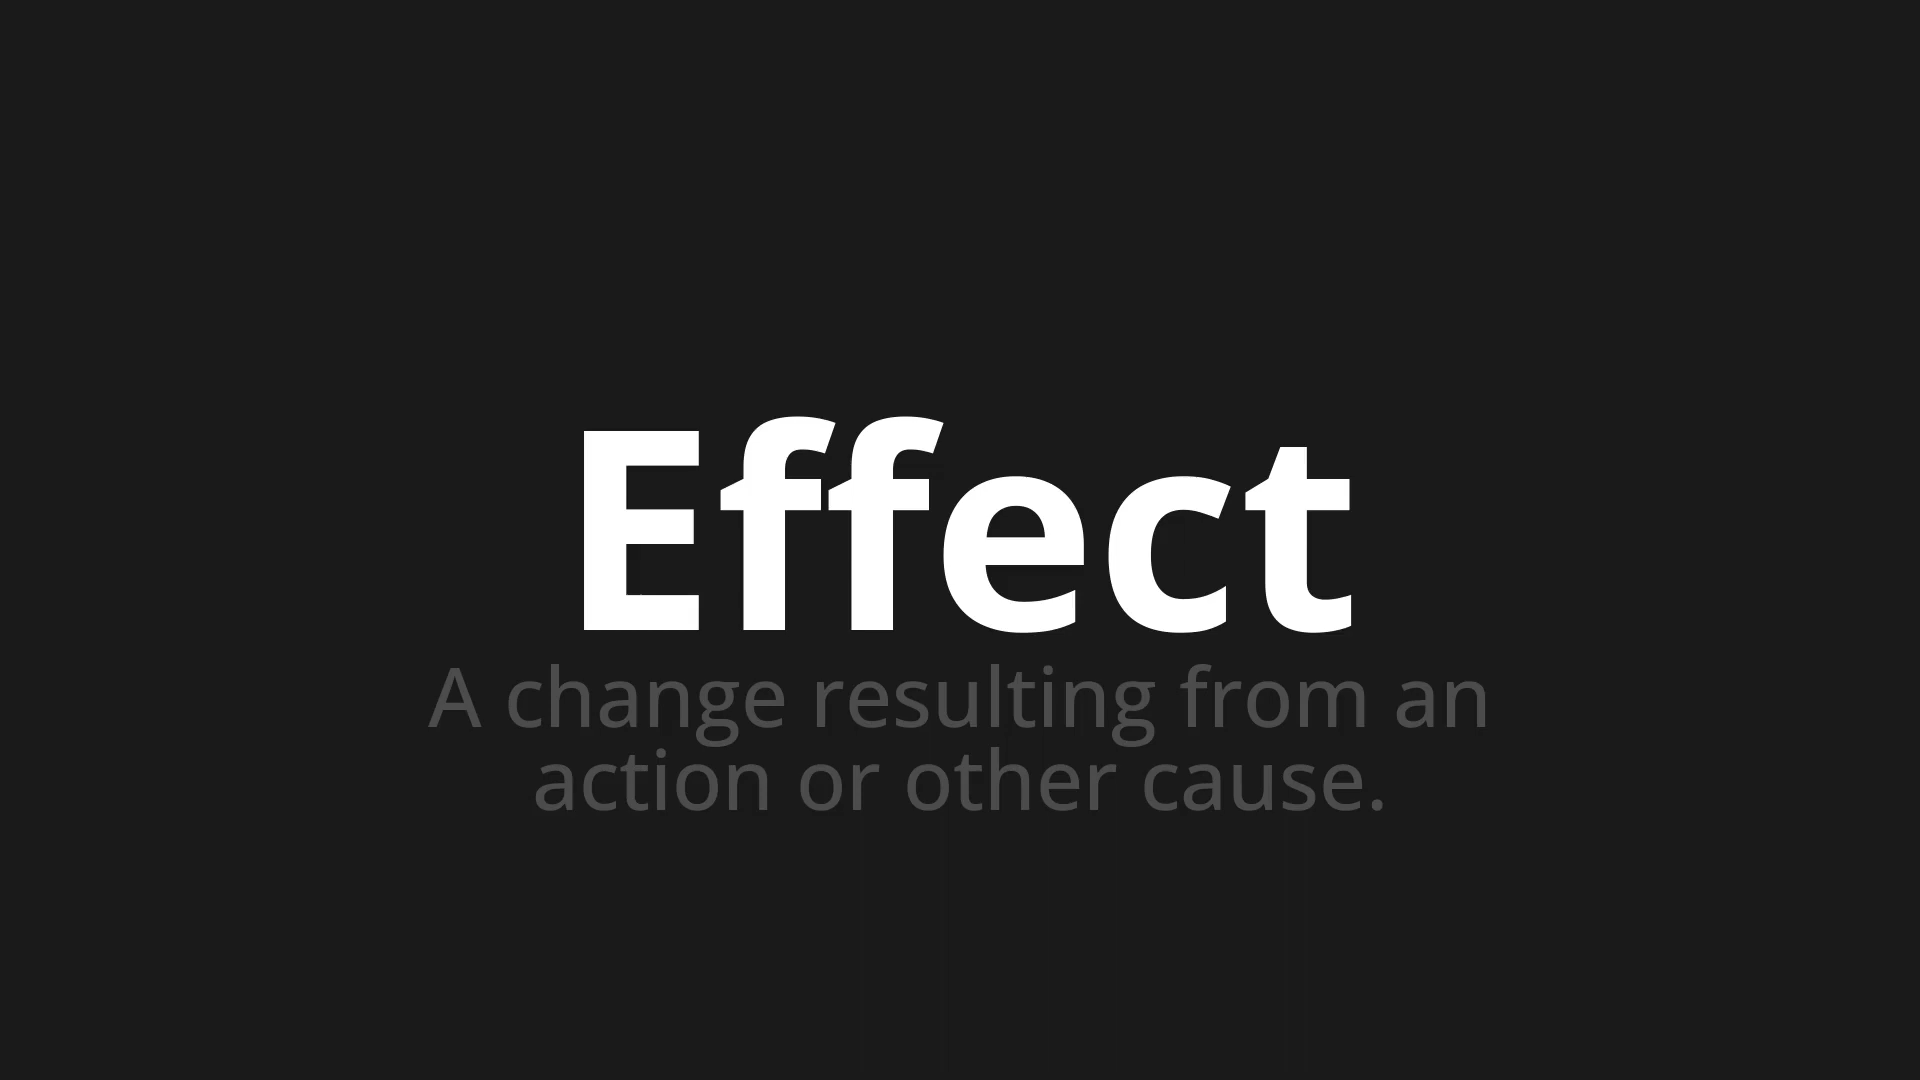 Effect
A change resulting from an
action or other cause.